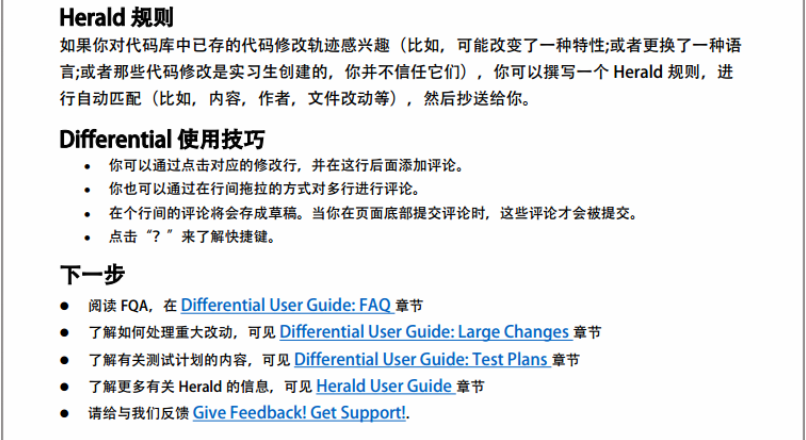 Herald 规则
如果你对代码库中已存的代码修改轨迹感兴趣（比如，可能改变了一种特性;或者更换了一种语
言;或者那些代码修改是实习生创建的，你并不信任它们），你可以撰写一个 Herald 规则，进
行自动匹配（比如，内容，作者，文件改动等），然后抄送给你。
Differential 使用技巧
• 你可以通过点击对应的修改行，并在这行后面添加评论。
• 你也可以通过在行间拖拉的方式对多行进行评论。
• 在个行间的评论将会存成草稿。当你在页面底部提交评论时，这些评论才会被提交。
• 点击“? ”来了解快捷键。
下一步
● 阅读 FQA，在 Differential User Guide: FAQ 章节
● 了解如何处理重大改动，可见 Differential User Guide: Large Changes 章节
● 了解有关测试计划的内容，可见 Differential User Guide: Test Plans 章节
● 了解更多有关 Herald 的信息，可见 Herald User Guide 章节
● 请给与我们反馈 Give Feedback! Get Support!.